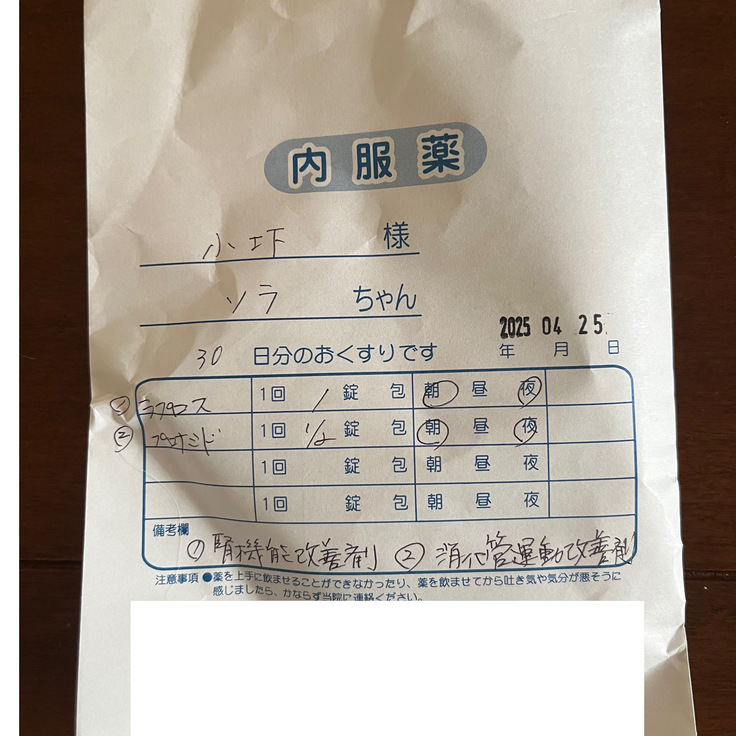 内服薬
小圷 様
ソラ ちゃん
2025 04 25
30 日分のおくすりです 年 月 日
① ラプロス 1回 1 錠 包 朝 昼 夜
② プロナミド 1回 1/2 錠 包 朝 昼 夜
1回 錠 包 朝 昼 夜
1回 錠 包 朝 昼 夜
備考欄
① 腎機能改善剤 ② 消化管運動改善剤
注意事項 ●薬を上手に飲ませることができなかったり、薬を飲ませてから吐き気や気分が悪そうに
感じましたら、かならず当院に連絡ください。